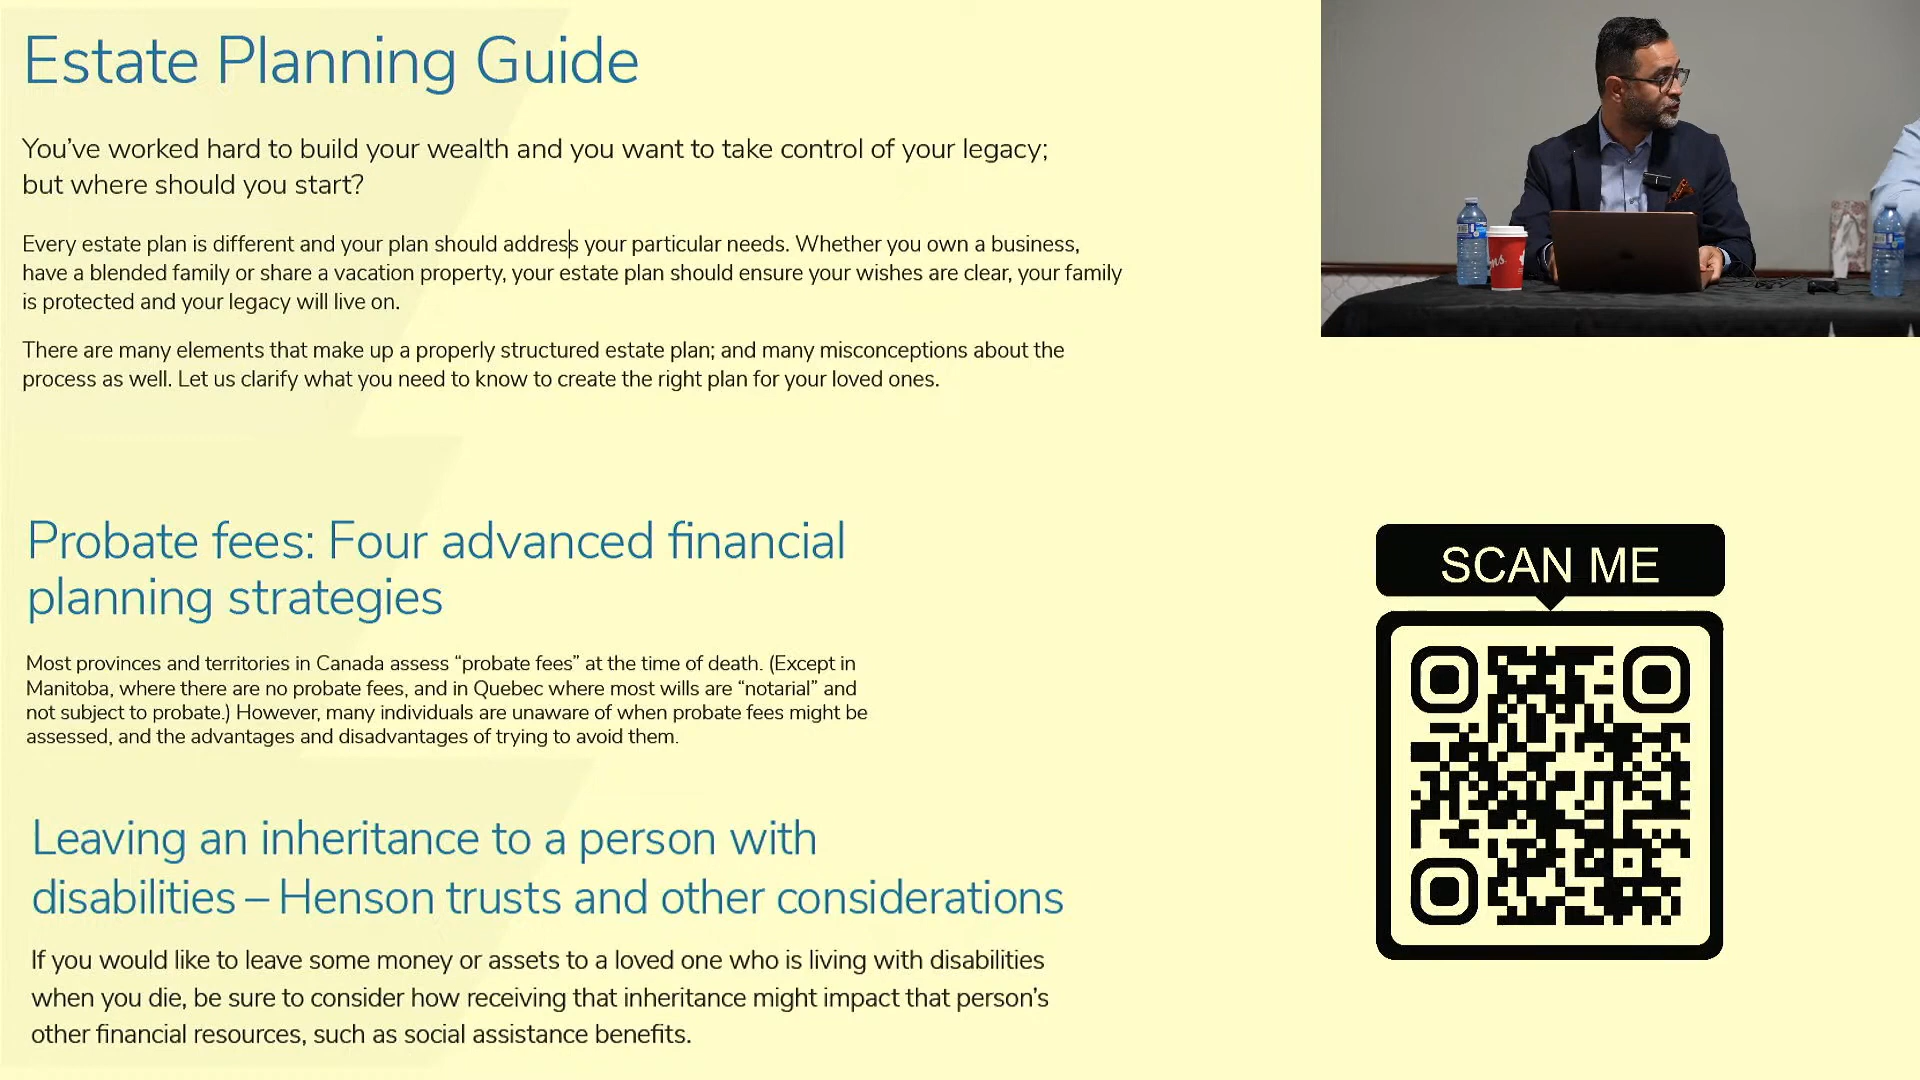 Estate Planning Guide
You’ve worked hard to build your wealth and you want to take control of your legacy;
but where should you start?
Every estate plan is different and your plan should address your particular needs. Whether you own a business,
have a blended family or share a vacation property, your estate plan should ensure your wishes are clear, your family
is protected and your legacy will live on.
There are many elements that make up a properly structured estate plan; and many misconceptions about the
process as well. Let us clarify what you need to know to create the right plan for your loved ones.
Probate fees: Four advanced financial
planning strategies
Most provinces and territories in Canada assess “probate fees” at the time of death. (Except in
Manitoba, where there are no probate fees, and in Quebec where most wills are “notarial” and
not subject to probate.) However, many individuals are unaware of when probate fees might be
assessed, and the advantages and disadvantages of trying to avoid them.
Leaving an inheritance to a person with
disabilities – Henson trusts and other considerations
If you would like to leave some money or assets to a loved one who is living with disabilities
when you die, be sure to consider how receiving that inheritance might impact that person’s
other financial resources, such as social assistance benefits.
SCAN ME